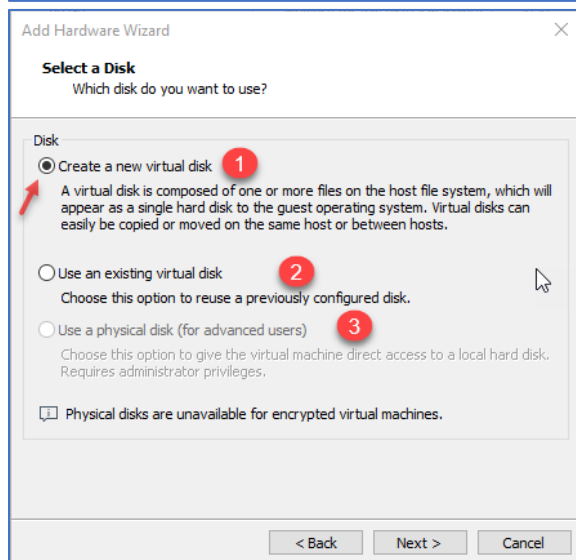 Add Hardware Wizard
Select a Disk
Which disk do you want to use?
Disk
Create a new virtual disk 1
A virtual disk is composed of one or more files on the host file system, which will
appear as a single hard disk to the guest operating system. Virtual disks can
easily be copied or moved on the same host or between hosts.
Use an existing virtual disk 2
Choose this option to reuse a previously configured disk.
Use a physical disk (for advanced users) 3
Choose this option to give the virtual machine direct access to a local hard disk.
Requires administrator privileges.
Physical disks are unavailable for encrypted virtual machines.
< Back Next > Cancel